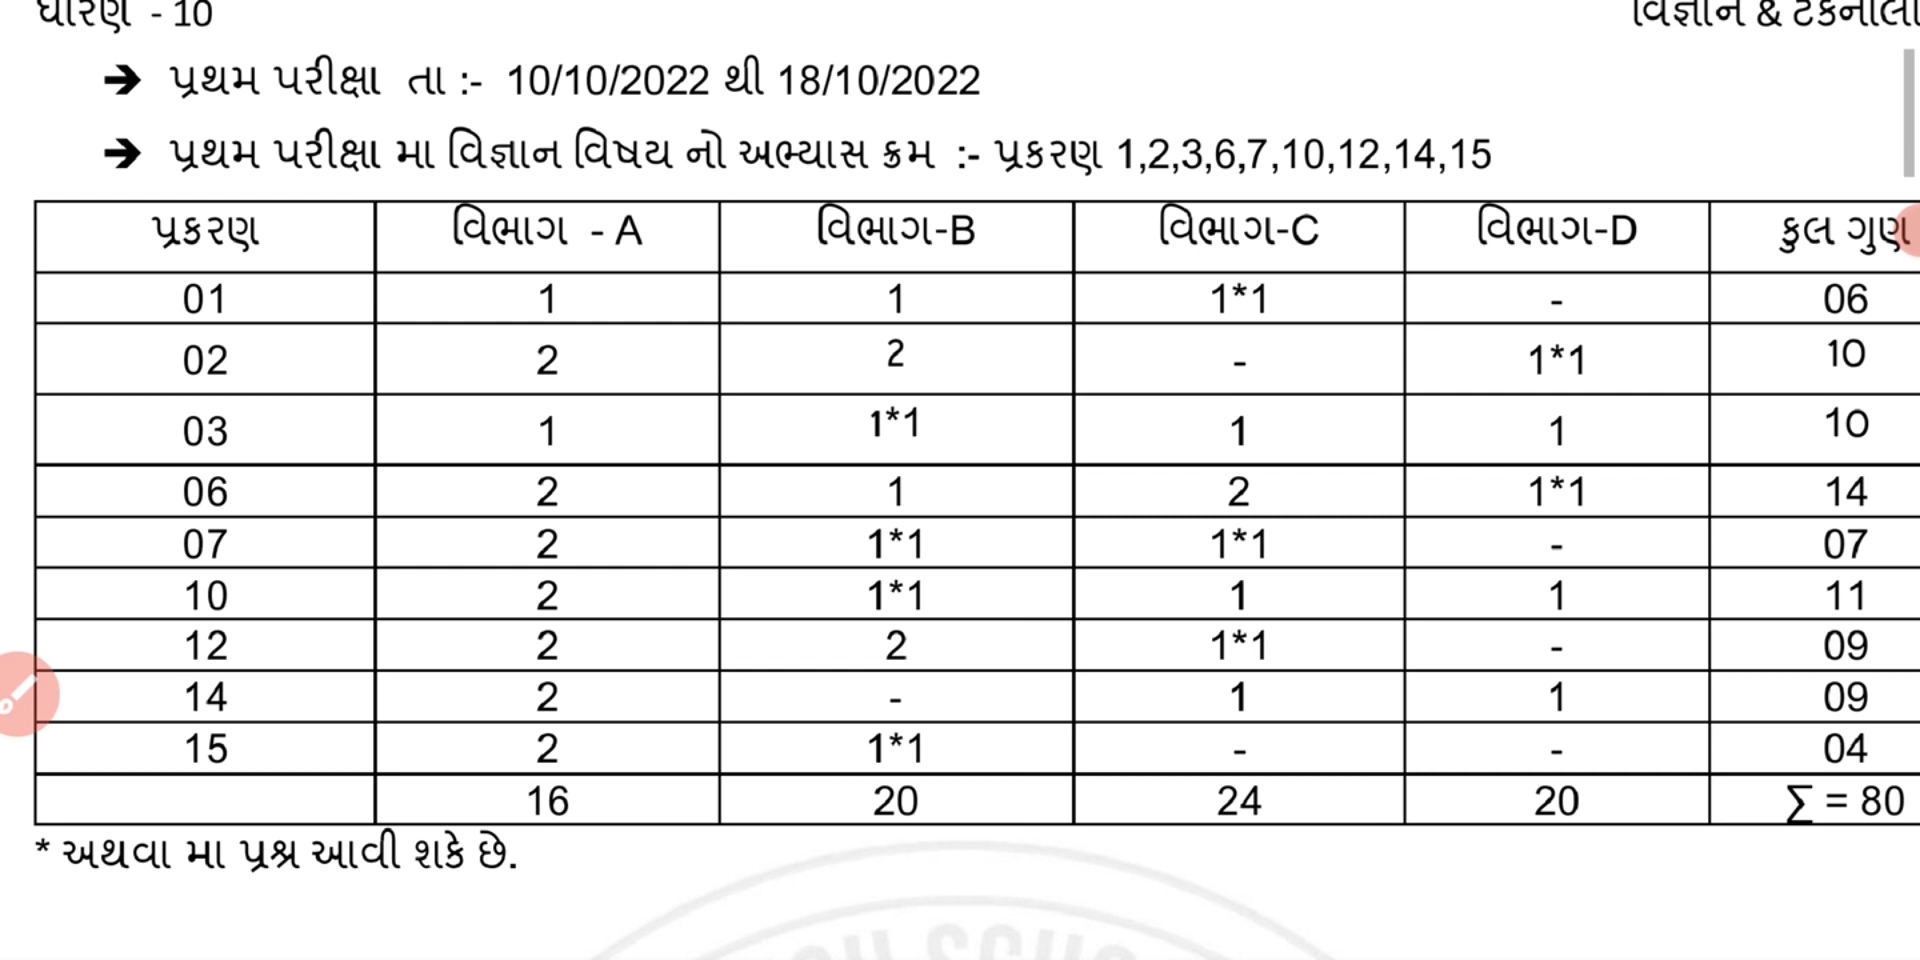 ધોરણ - 10 વિજ્ઞાન &
➔ પ્રથમ પરીક્ષા તા :- 10/10/2022 થી 18/10/2022
➔ પ્રથમ પરીક્ષા મા વિજ્ઞાન વિષય નો અભ્યાસ ક્રમ :- પ્રકરણ 1,2,3,6,7,10,12,14,15
પ્રકરણ વિભાગ - A વિભાગ-B વિભાગ-C વિભાગ-D કુલ ગુણ
01 1 1 1*1 - 06
02 2 2 - 1*1 10
03 1 1*1 1 1 10
06 2 1 2 1*1 14
07 2 1*1 1*1 - 07
10 2 1*1 1 1 11
12 2 2 1*1 - 09
14 2 - 1 1 09
15 2 1*1 - - 04
16 20 24 20 ∑ = 80
* અથવા મા પ્રશ્ર આવી શકે છે.